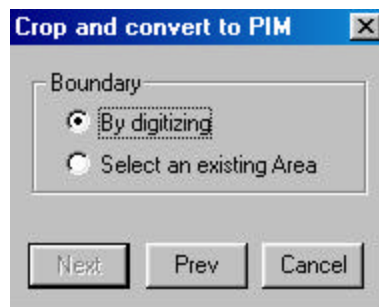 Crop and convert to PIM
Boundary
By digitizing
Select an existing Area
Next Prev Cancel